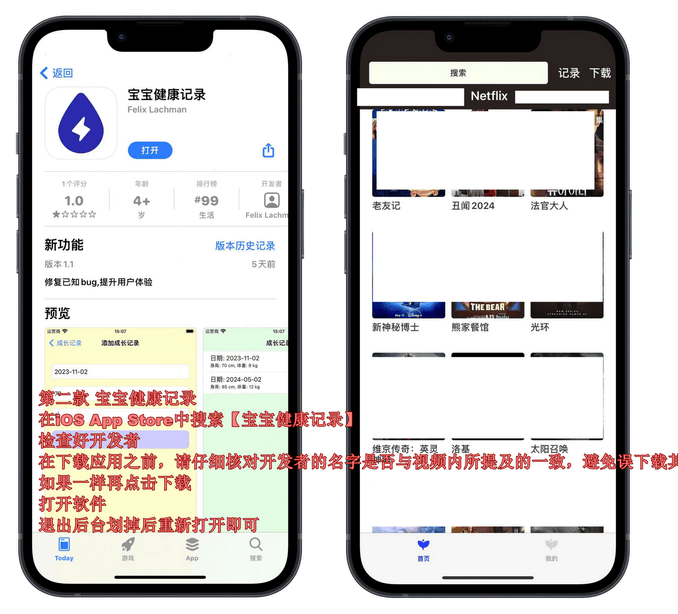 返回
宝宝健康记录
Felix Lachman
打开
1个评分
年龄
排行榜
开发者
1.0
4+
#99
★☆☆☆☆
岁
生活
Felix Lachm
新功能
版本历史记录
版本 1.1
5天前
修复已知bug,提升用户体验
预览
运营商
15:07
成长记录
添加成长记录
2023-11-02
运营商
15:07
成长记
日期: 2023-11-02
身高: 70 cm, 体重: 9 kg
日期: 2024-05-02
身高: 85 cm, 体重: 12 kg
第二款 宝宝健康记录
在iOS App Store中搜索【宝宝健康记录】
检查好开发者
在下载应用之前，请仔细核对开发者的名字是否与视频内所提及的一致，避免误下载其
如果一样再点击下载
打开软件
退出后台划掉后重新打开即可
Today
游戏
App
搜索
搜索
记录
下载
Netflix
老友记
丑闻2024
法官大人
THE BEAR
新神秘博士
熊家餐馆
光环
维京传奇：英灵
洛基
太阳召唤
首页
我的